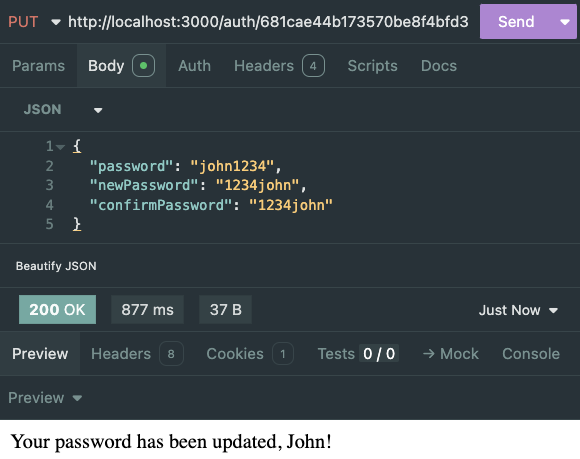 PUT http://localhost:3000/auth/681cae44b173570be8f4bfd3 Send
Params Body Auth Headers 4 Scripts Docs
JSON
1 {
2 "password": "john1234",
3 "newPassword": "1234john",
4 "confirmPassword": "1234john"
5 }
Beautify JSON
200 OK 877 ms 37 B Just Now
Preview Headers 8 Cookies 1 Tests 0 / 0 → Mock Console
Preview
Your password has been updated, John!